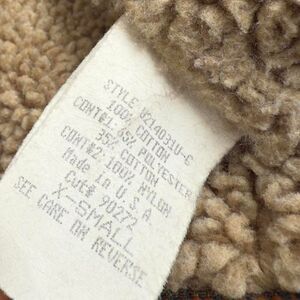 STYLE V214031U-C
100% COTTON
CONT#1 65% POLYESTER
35% COTTON
CONT#2: 100% NYLON
Made in U.S.A
Cut# 90272
X-SMALL
SEE CARE ON REVERSE